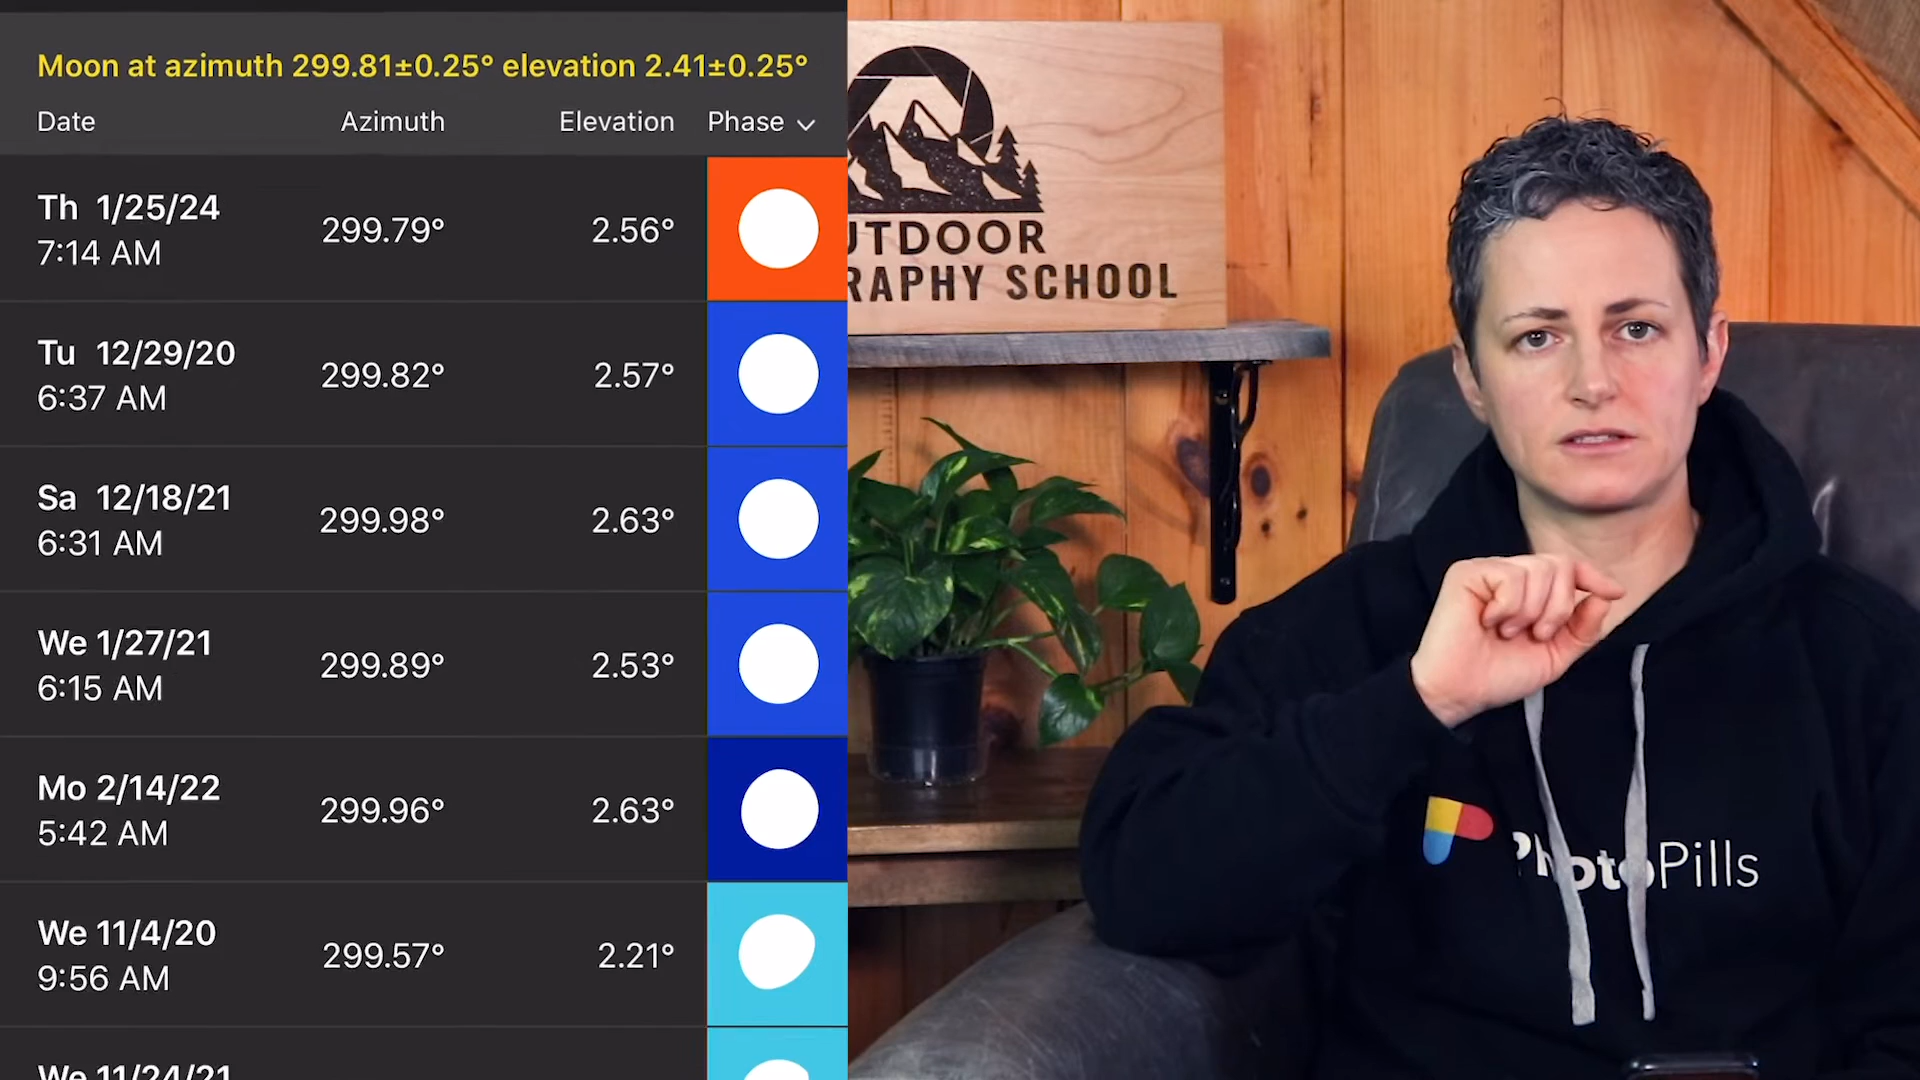 Moon at azimuth 299.81±0.25° elevation 2.41±0.25°
Date Azimuth Elevation Phase
Th 1/25/24
7:14 AM
299.79° 2.56°
Tu 12/29/20
6:37 AM
299.82° 2.57°
Sa 12/18/21
6:31 AM
299.98° 2.63°
We 1/27/21
6:15 AM
299.89° 2.53°
Mo 2/14/22
5:42 AM
299.96° 2.63°
We 11/4/20
9:56 AM
299.57° 2.21°
We 11/24/21
UTDOOR
RAPHY SCHOOL
PhotoPills